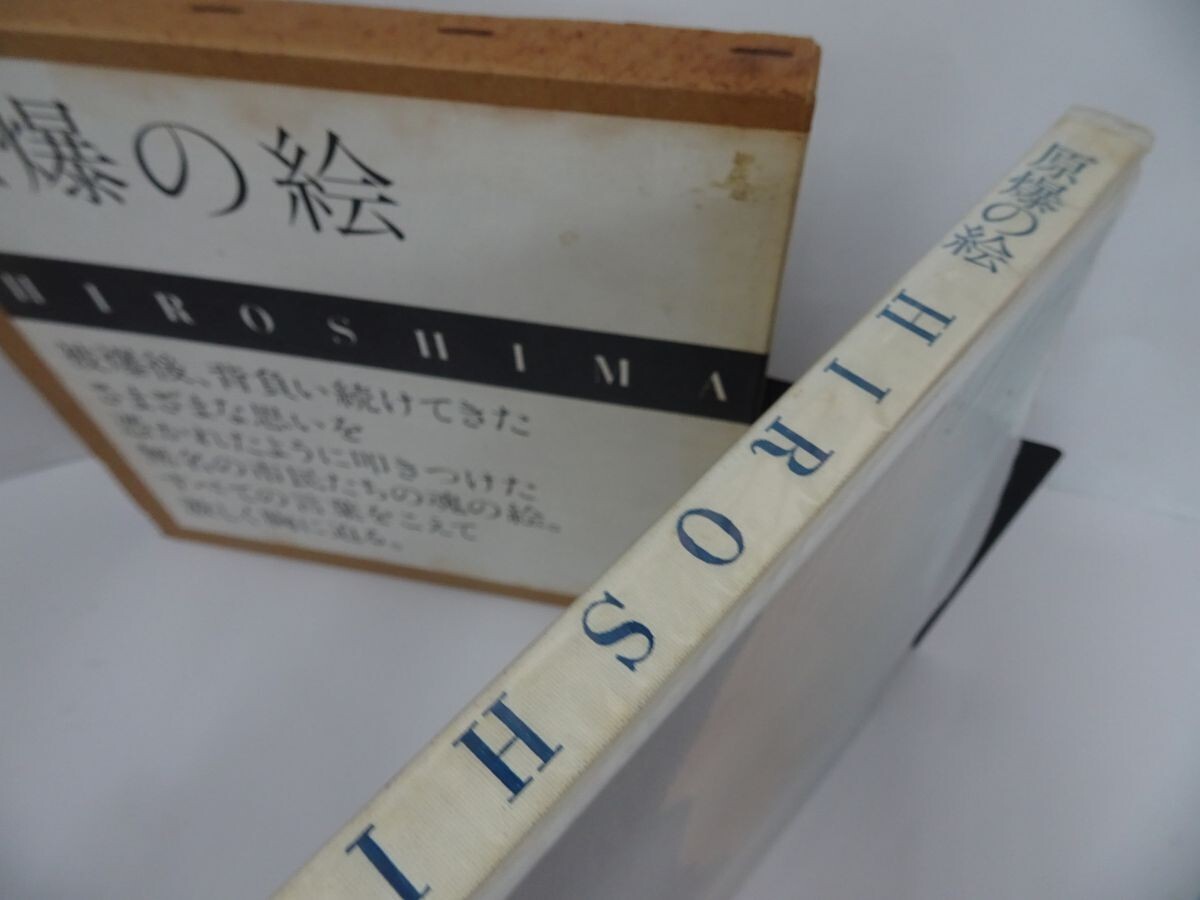 爆の絵
HIROSHIMA
被爆後、背負い続けてきた
さまざまな思いを
憑かれたように叩きつけた
無名の市民たちの魂の絵。
すべての言葉をこえて
激しく胸に迫る。
原爆の絵 HIROSHI